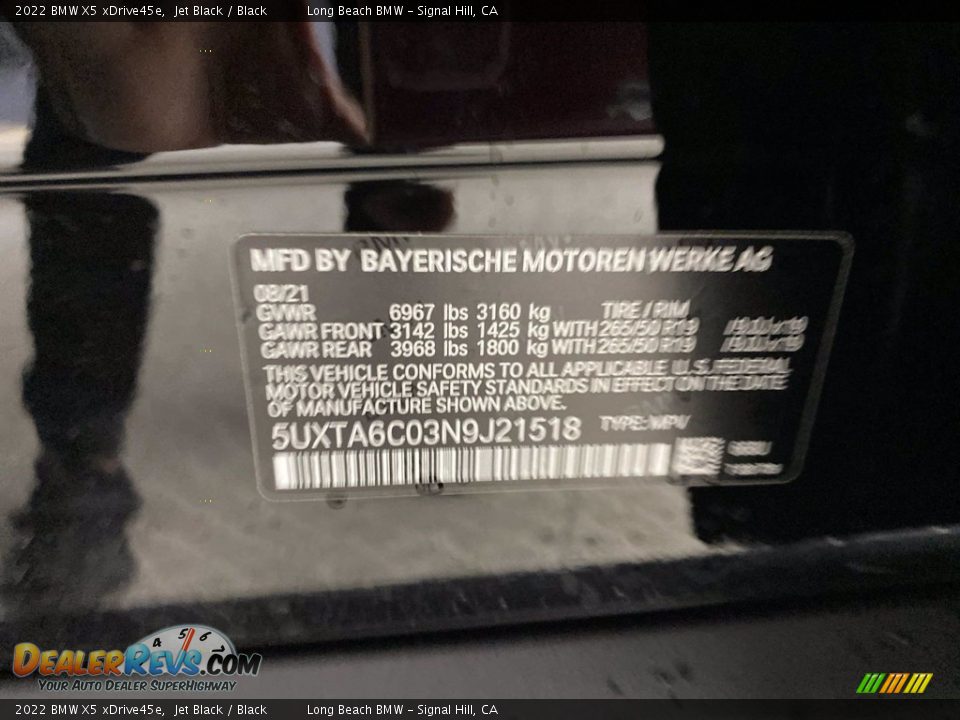 2022 BMW X5 xDrive45e, Jet Black / Black Long Beach BMW - Signal Hill, CA
MFD BY BAYERISCHE MOTOREN WERKE AG
08/21
GVWR 6967 lbs 3160 kg TIRE / RIM
GAWR FRONT 3142 lbs 1425 kg WITH 265/50 R19
GAWR REAR 3968 lbs 1800 kg WITH 265/50 R19
THIS VEHICLE CONFORMS TO ALL APPLICABLE U.S. FEDERAL
MOTOR VEHICLE SAFETY STANDARDS IN EFFECT ON THE DATE
OF MANUFACTURE SHOWN ABOVE.
5UXTA6C03N9J21518 TYPE: MPV
4 5 6
DealerRevs.com
Your Auto Dealer SuperHighway
2022 BMW X5 xDrive45e, Jet Black / Black Long Beach BMW - Signal Hill, CA